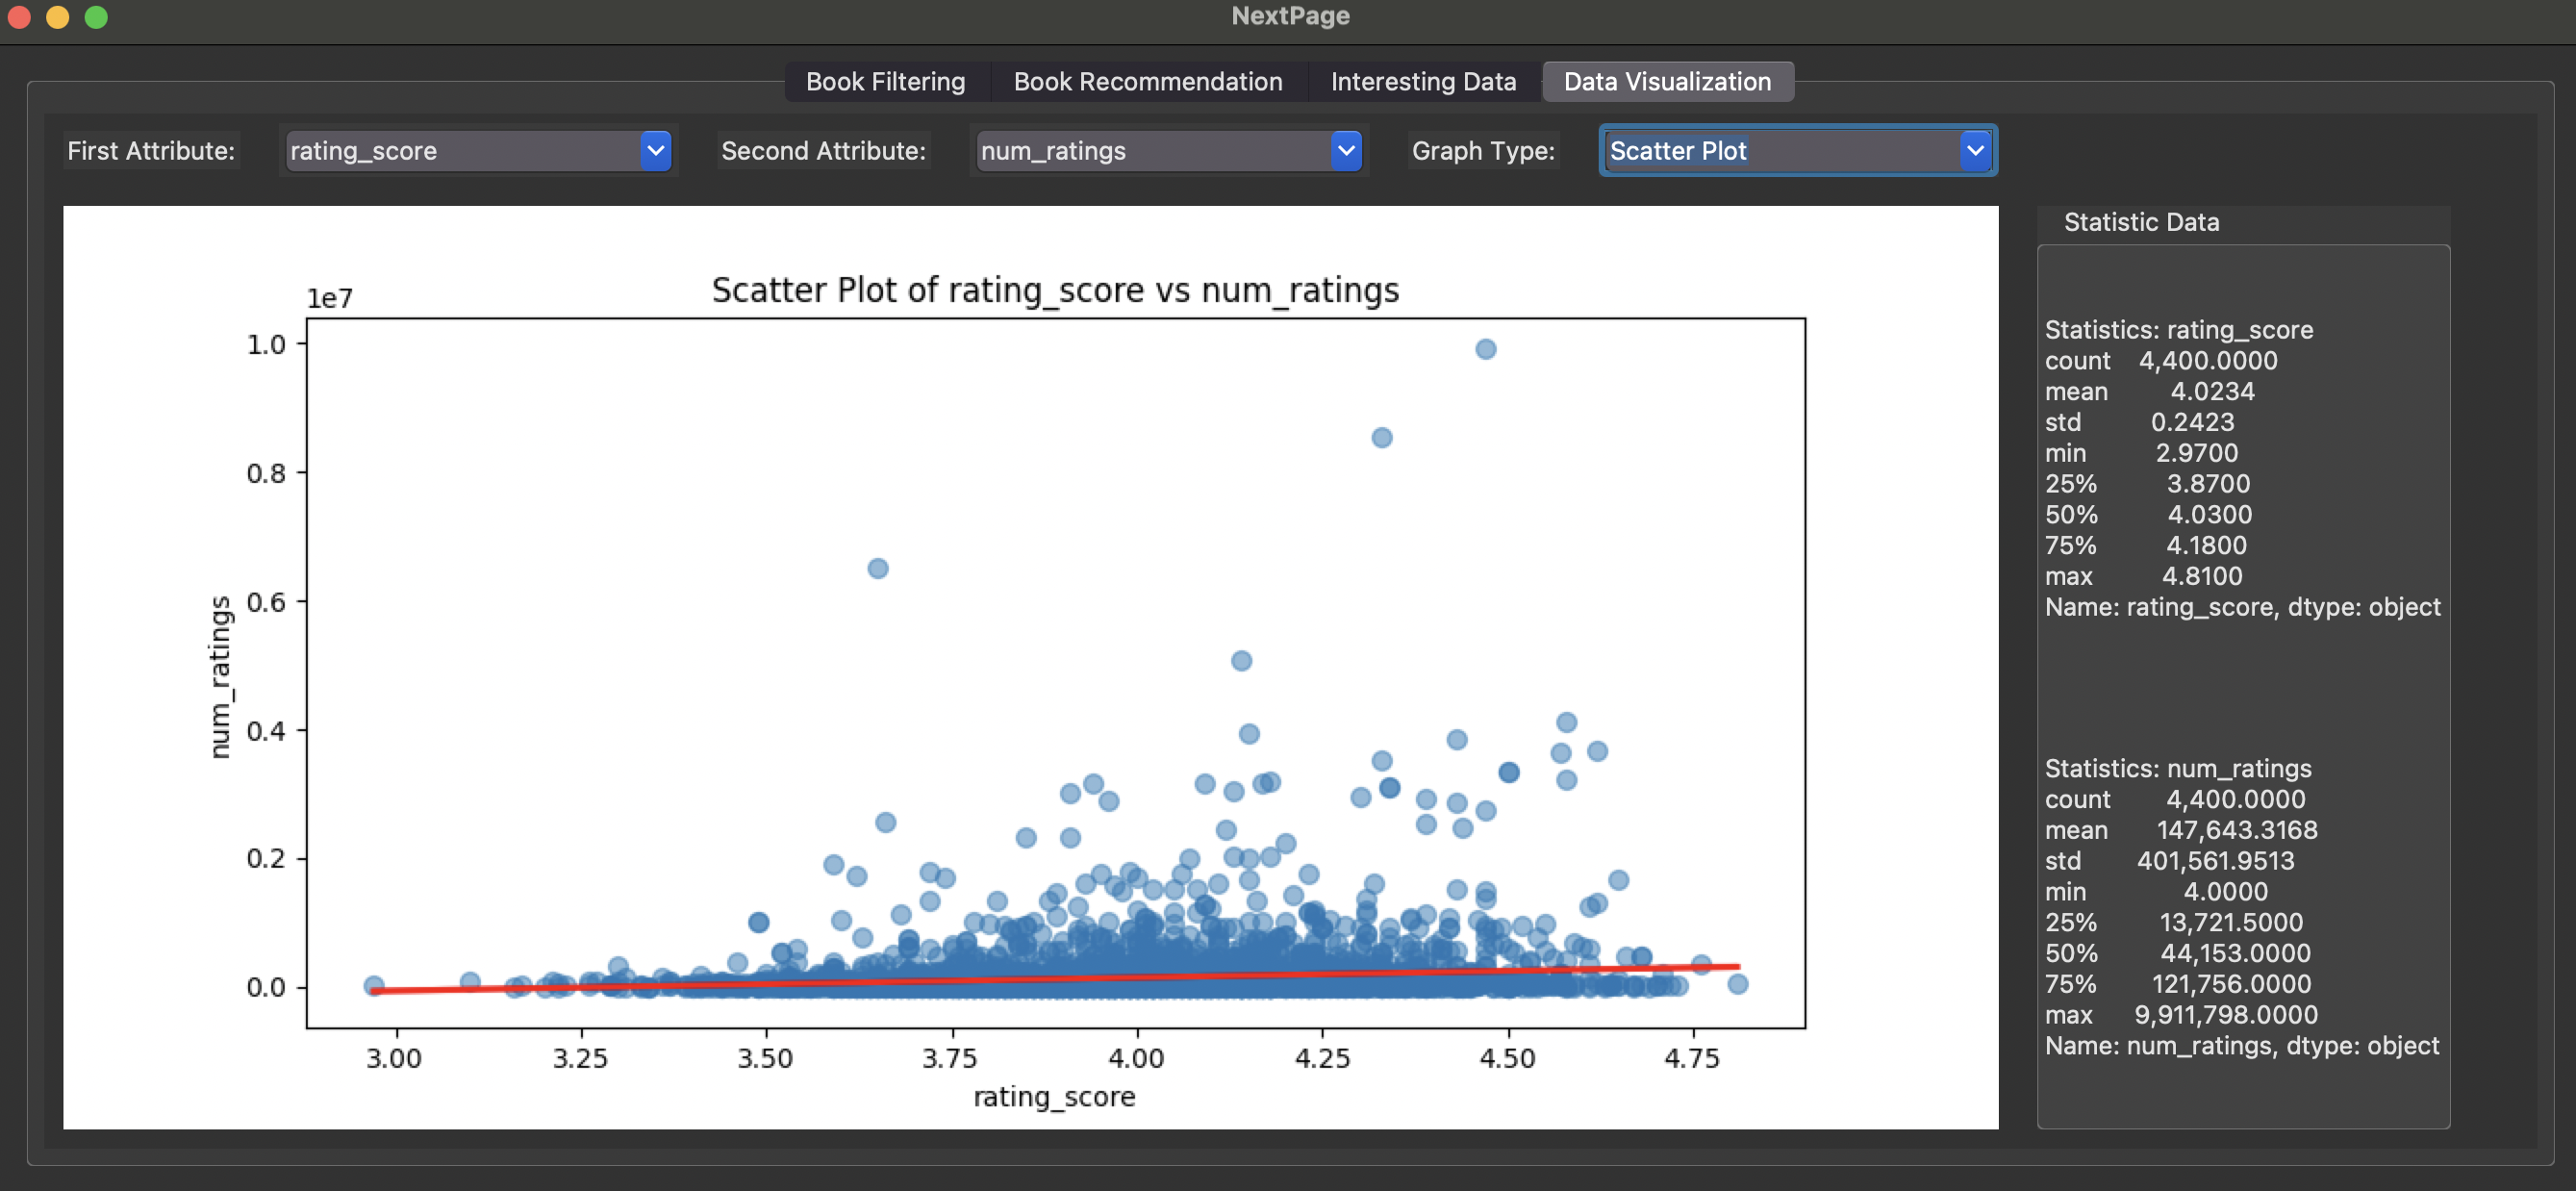 NextPage
Book Filtering Book Recommendation Interesting Data Data Visualization
First Attribute: rating_score Second Attribute: num_ratings Graph Type: Scatter Plot
Scatter Plot of rating_score vs num_ratings
1e7
1.0
0.8
0.6
0.4
0.2
0.0
num_ratings
3.00 3.25 3.50 3.75 4.00 4.25 4.50 4.75
rating_score
Statistic Data
Statistics: rating_score
count 4,400.0000
mean 4.0234
std 0.2423
min 2.9700
25% 3.8700
50% 4.0300
75% 4.1800
max 4.8100
Name: rating_score, dtype: object
Statistics: num_ratings
count 4,400.0000
mean 147,643.3168
std 401,561.9513
min 4.0000
25% 13,721.5000
50% 44,153.0000
75% 121,756.0000
max 9,911,798.0000
Name: num_ratings, dtype: object